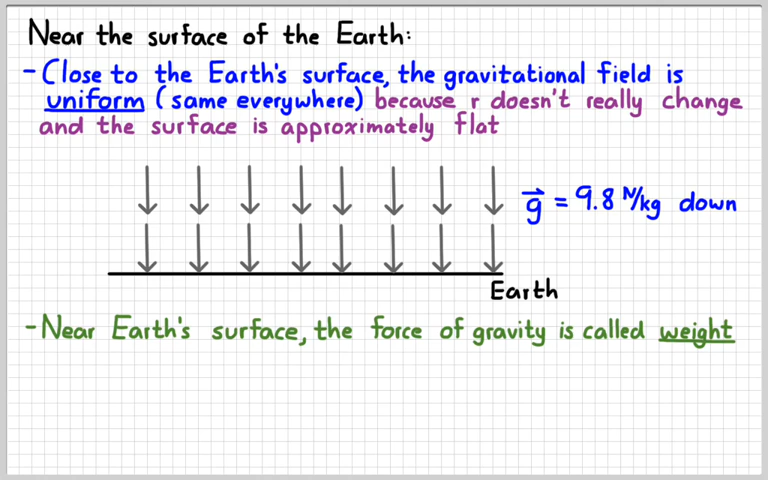 Near the surface of the Earth:
- Close to the Earth's surface, the gravitational field is
uniform (same everywhere) because r doesn't really change
and the surface is approximately flat
g = 9.8 N/kg down
Earth
- Near Earth's surface, the force of gravity is called weight